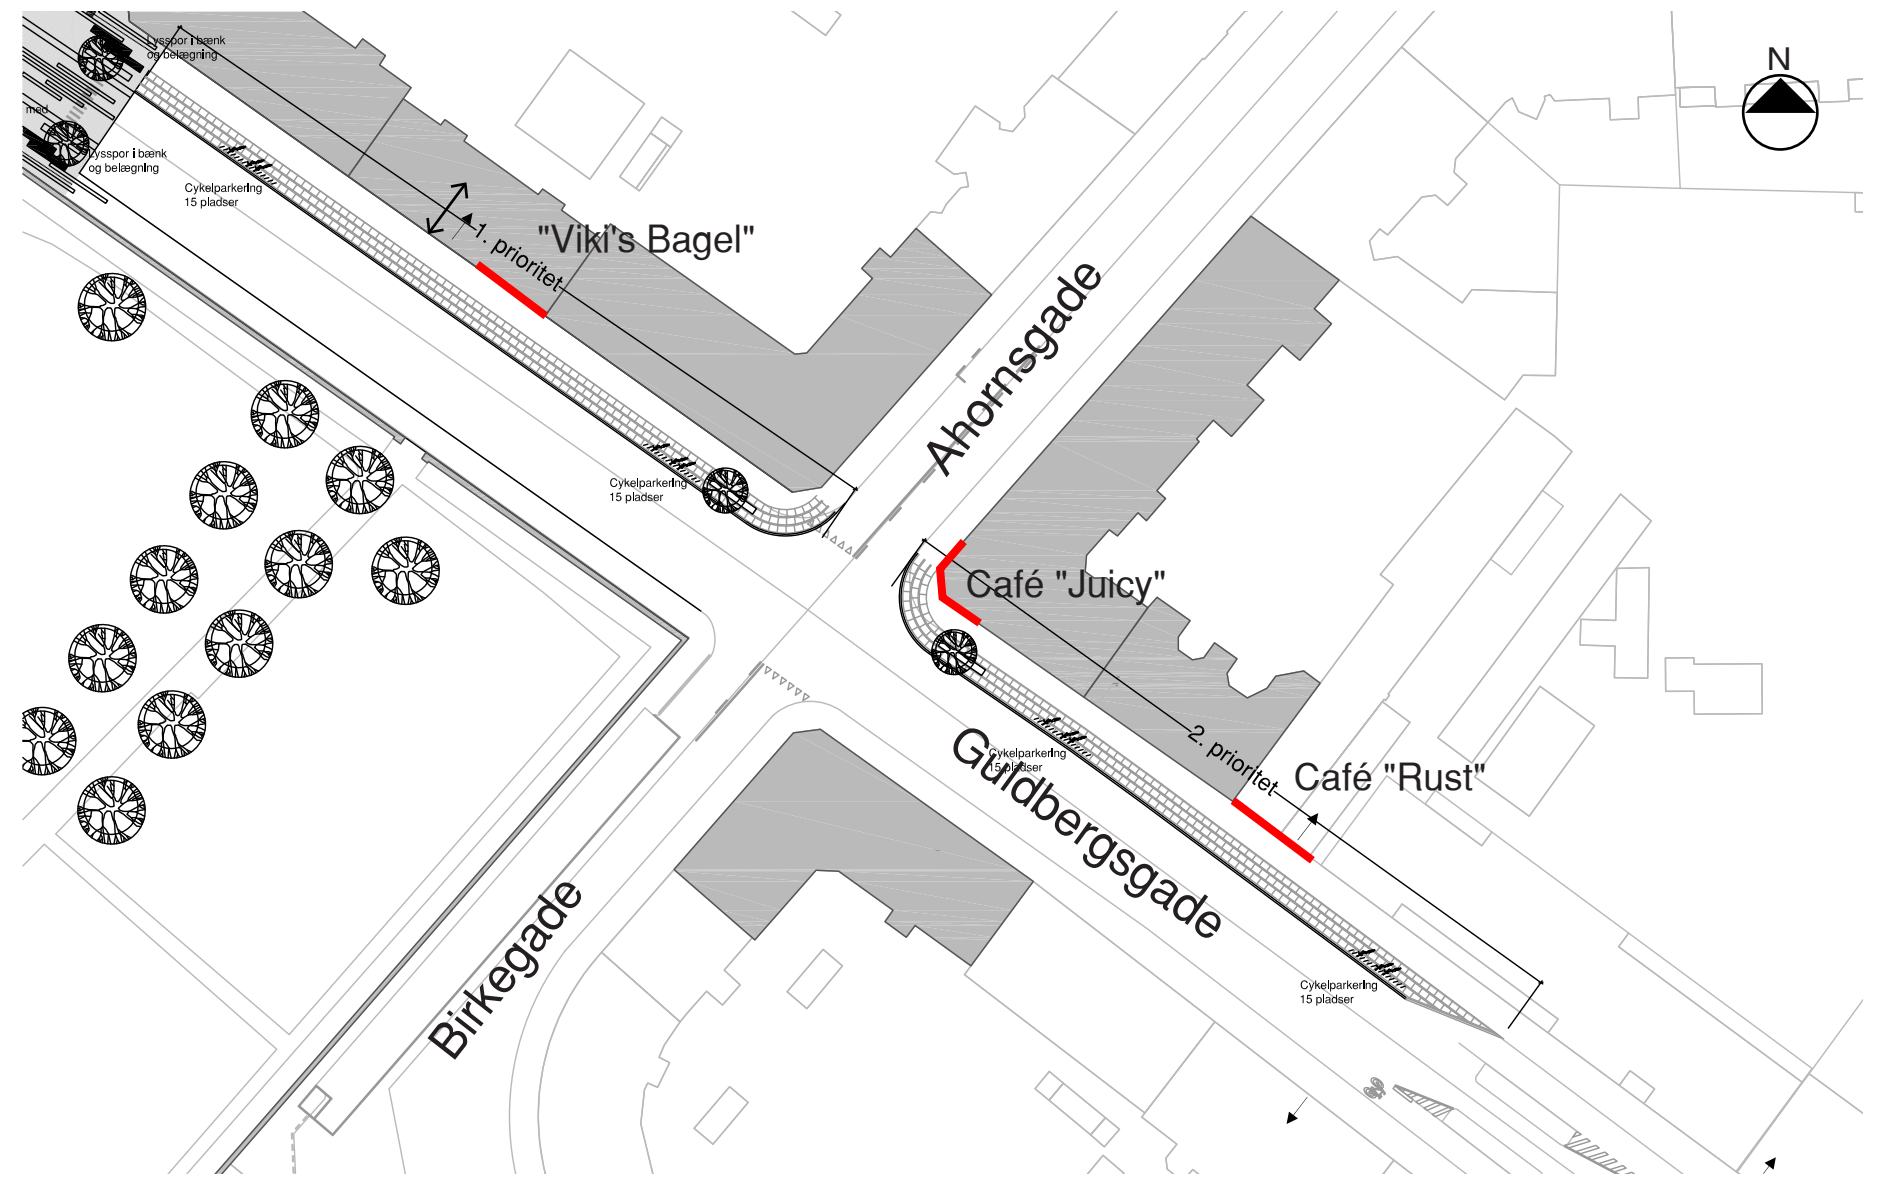 Lysspor i bænk
og belægning
N
med
Lysspor i bænk
og belægning
Cykelparkering
15 pladser
1. prioritet
"Viki's Bagel"
Ahornsgade
Cykelparkering
15 pladser
Café "Juicy"
2. prioritet
Café "Rust"
Cykelparkering
15 pladser
Guldbergsgade
Birkegade
Cykelparkering
15 pladser